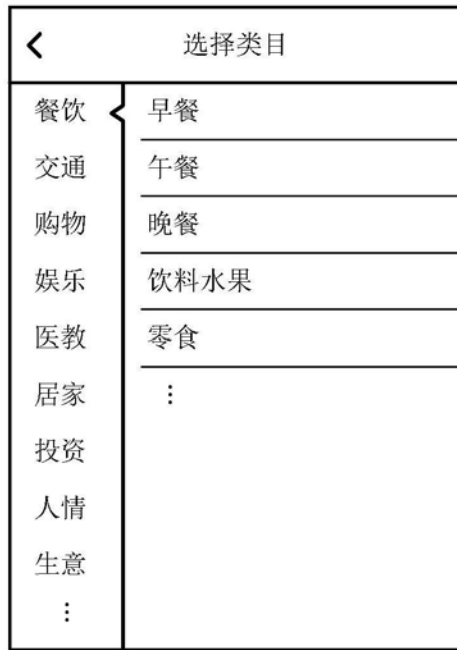 选择类目
餐饮
交通
购物
娱乐
医教
居家
投资
人情
生意
⋮
早餐
午餐
晚餐
饮料水果
零食
⋮